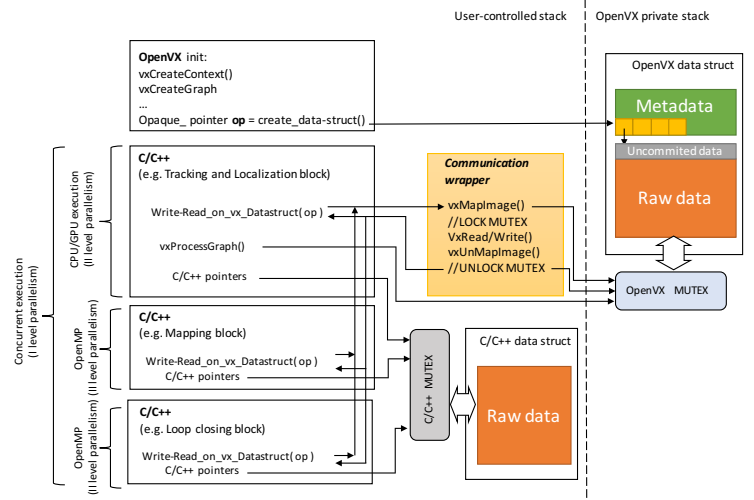 User-controlled stack
OpenVX private stack
OpenVX init:
vxCreateContext()
vxCreateGraph
...
Opaque_ pointer op = create_data-struct()
OpenVX data struct
Metadata
Uncommited data
Raw data
OpenVX MUTEX
Concurrent execution
(I level parallelism)
CPU/GPU execution
(II level parallelism)
C/C++
(e.g. Tracking and Localization block)
Write-Read_on_vx_Datastruct( op )
vxProcessGraph()
C/C++ pointers
Communication
wrapper
vxMapImage()
//LOCK MUTEX
VxRead/Write()
vxUnMapImage()
//UNLOCK MUTEX
OpenMP
(II level parallelism)
C/C++
(e.g. Mapping block)
Write-Read_on_vx_Datastruct( op )
C/C++ pointers
C/C++ MUTEX
C/C++ data struct
Raw data
OpenMP
(II level parallelism)
C/C++
(e.g. Loop closing block)
Write-Read_on_vx_Datastruct( op )
C/C++ pointers